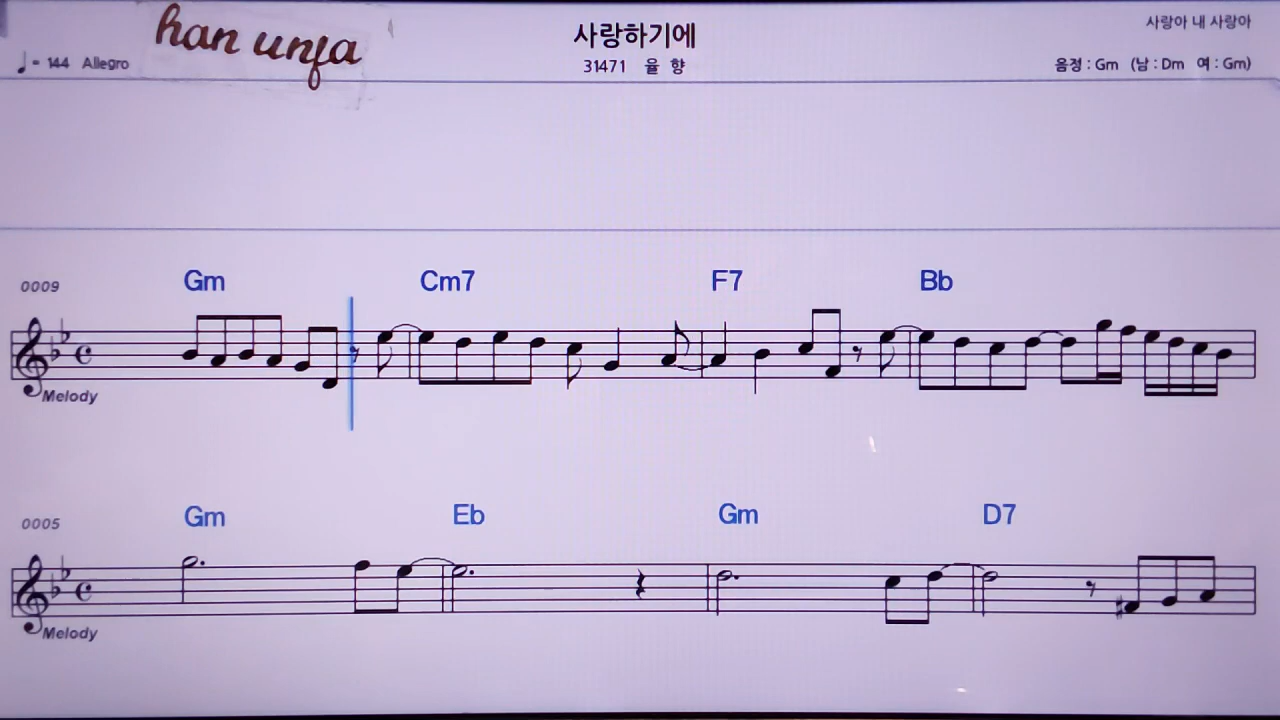 han unfa
사랑하기에
사랑아 내 사랑아
♩= 144 Allegro
31471 율 향
음정 : Gm (남 : Dm 여 : Gm)
0009 Gm Cm7 F7 Bb
Melody
0005 Gm Eb Gm D7
Melody